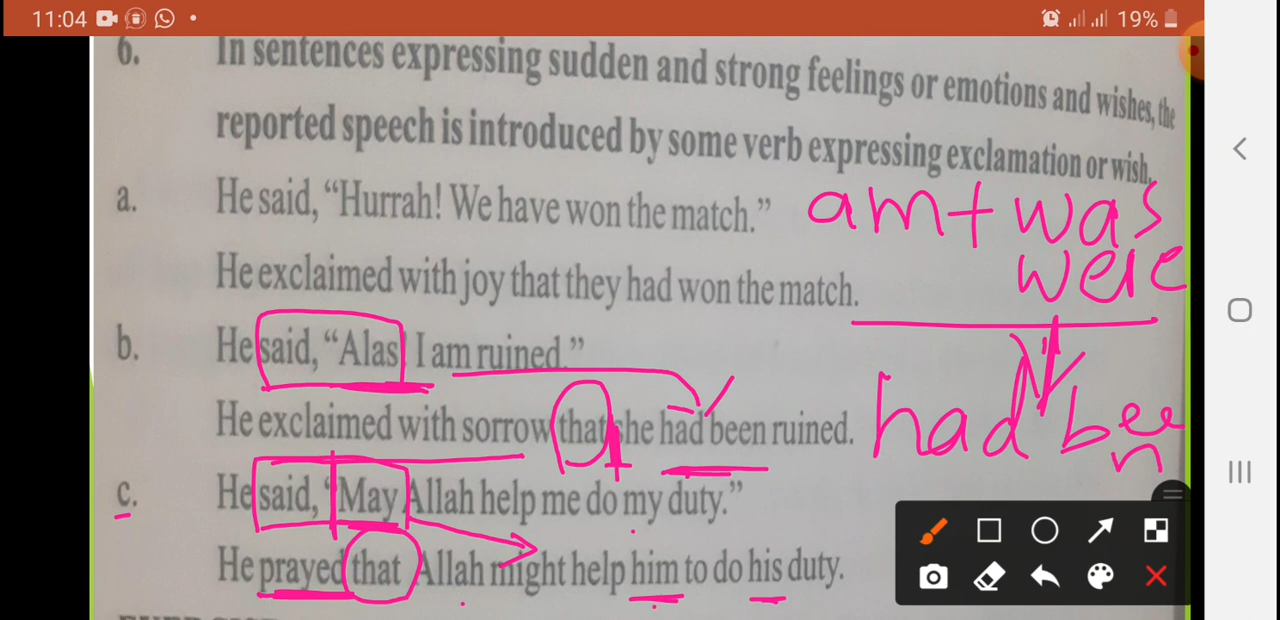 11:04 19%
6. In sentences expressing sudden and strong feelings or emotions and wishes, the
reported speech is introduced by some verb expressing exclamation or wish.
a. He said, “Hurrah! We have won the match.” am + was
were
He exclaimed with joy that they had won the match.
b. He said, “Alas I am ruined.”
He exclaimed with sorrow that he had been ruined. had been
c. He said, “May Allah help me do my duty.”
He prayed that Allah might help him to do his duty.